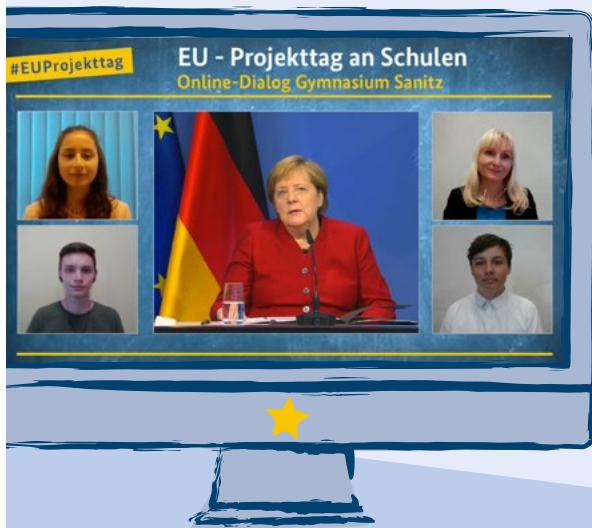 #EUProjekttag
EU - Projekttag an Schulen
Online-Dialog Gymnasium Sanitz